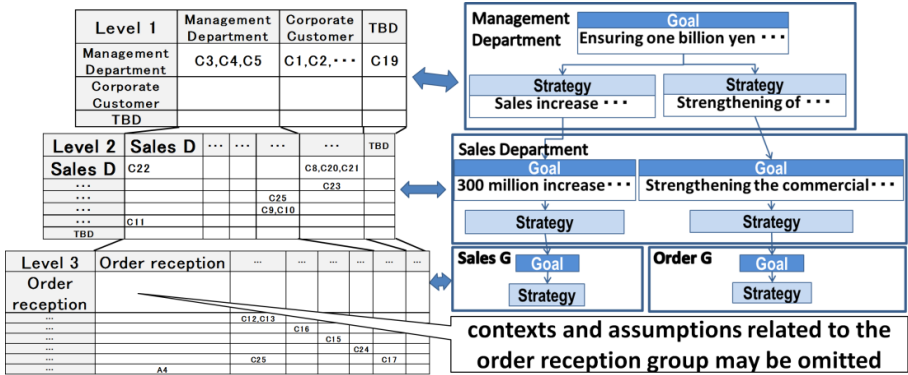 Level 1
Management Department
Corporate Customer
TBD
Management Department
C3,C4,C5
C1,C2,···
C19
Corporate Customer
TBD
Level 2
Sales D
···
···
···
···
TBD
Sales D
C22
C8,C20,C21
···
C23
···
C25
···
C9,C10
···
C11
TBD
Level 3
Order reception
...
...
...
...
...
Order reception
...
C12,C13
...
C16
...
C15
...
C24
...
C25
C17
...
A4
Management Department
Goal
Ensuring one billion yen ···
Strategy
Sales increase ···
Strategy
Strengthening of ···
Sales Department
Goal
300 million increase···
Strategy
Goal
Strengthening the commercial···
Strategy
Sales G
Goal
Strategy
Order G
Goal
Strategy
contexts and assumptions related to the
order reception group may be omitted